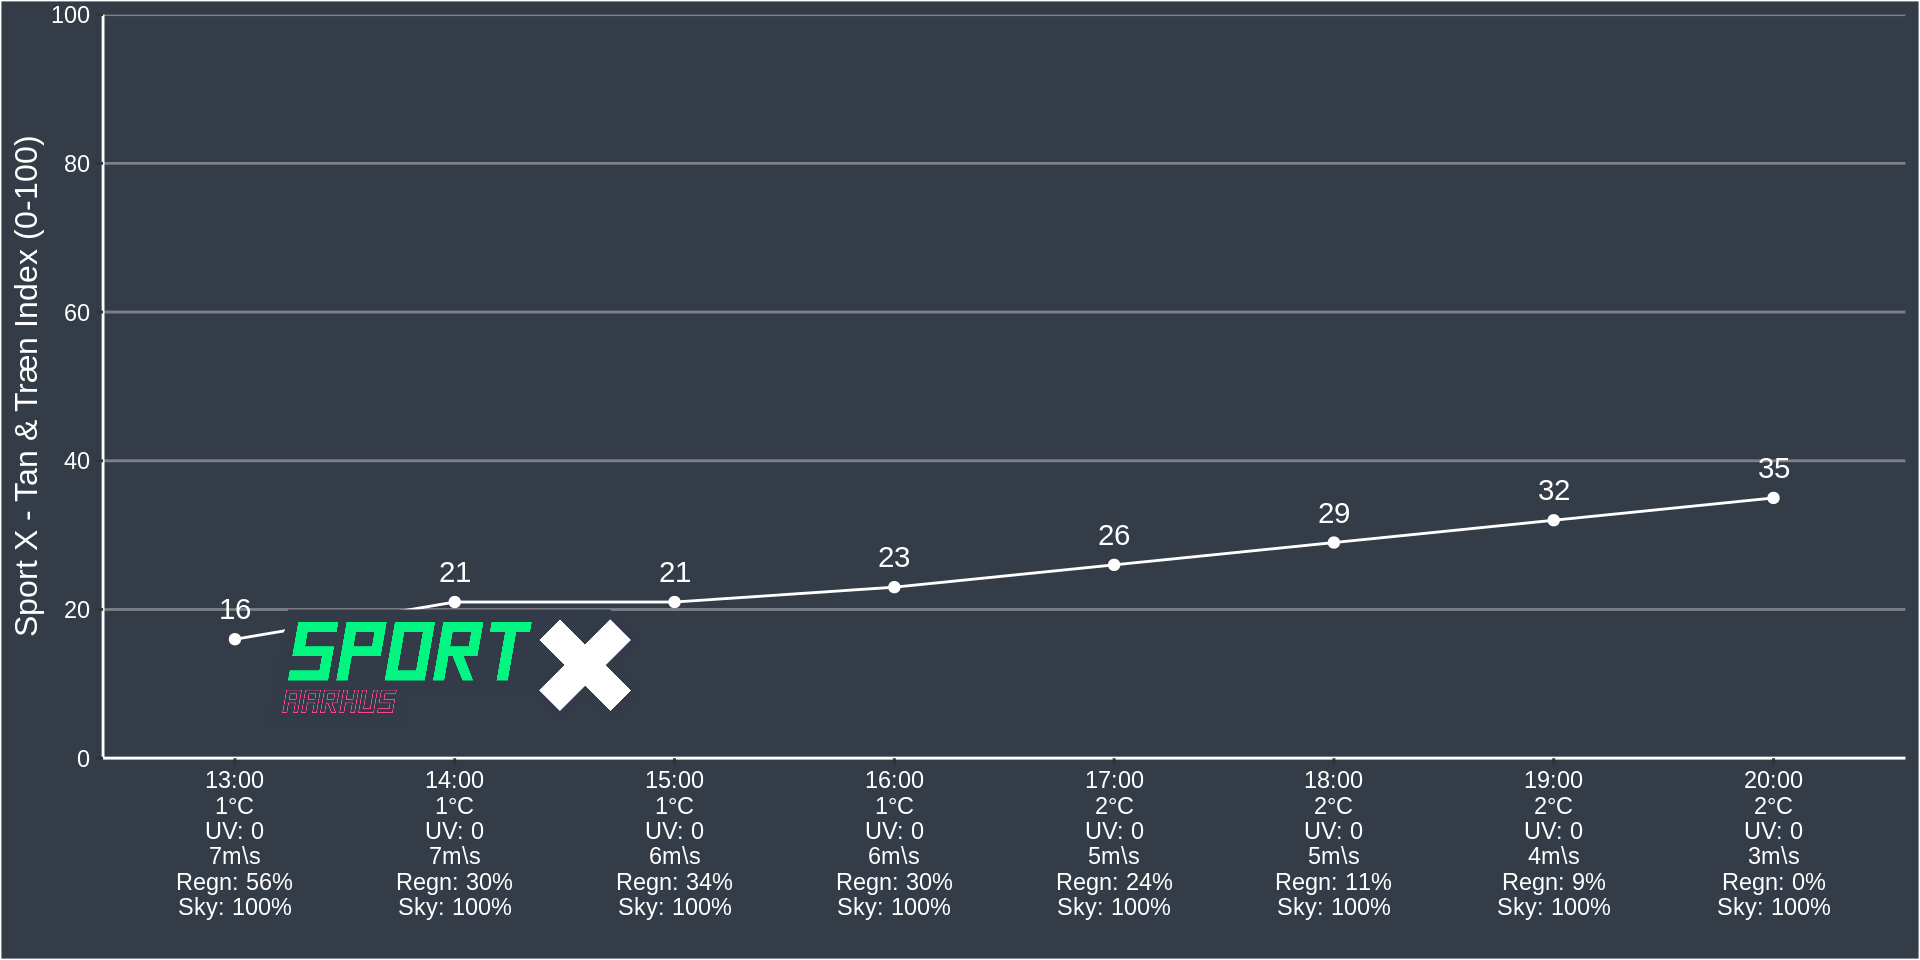 100
80
60
40
20
0
Sport X - Tan & Træn Index (0-100)
16
21
21
23
26
29
32
35
SPORT X
AARHUS
13:00
1°C
UV: 0
7m\s
Regn: 56%
Sky: 100%
14:00
1°C
UV: 0
7m\s
Regn: 30%
Sky: 100%
15:00
1°C
UV: 0
6m\s
Regn: 34%
Sky: 100%
16:00
1°C
UV: 0
6m\s
Regn: 30%
Sky: 100%
17:00
2°C
UV: 0
5m\s
Regn: 24%
Sky: 100%
18:00
2°C
UV: 0
5m\s
Regn: 11%
Sky: 100%
19:00
2°C
UV: 0
4m\s
Regn: 9%
Sky: 100%
20:00
2°C
UV: 0
3m\s
Regn: 0%
Sky: 100%